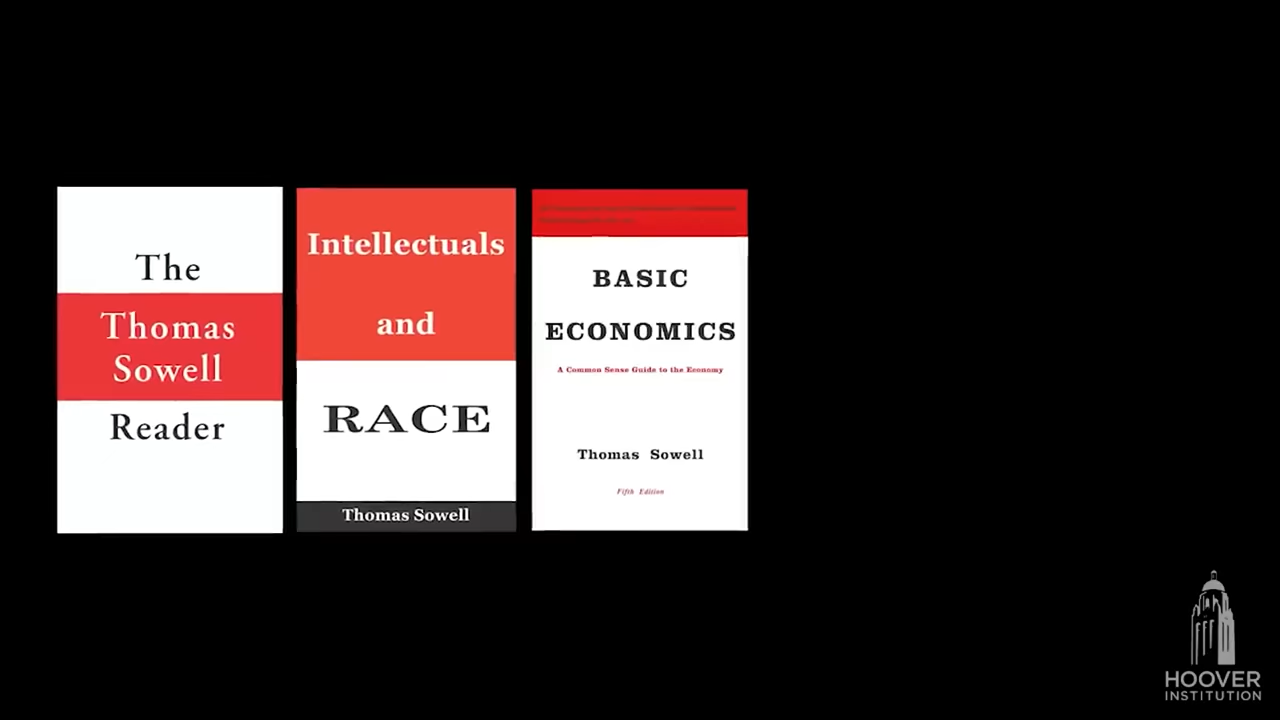 The
Thomas
Sowell
Reader
Intellectuals
and
RACE
Thomas Sowell
BASIC
ECONOMICS
A Common Sense Guide to the Economy
Thomas Sowell
Fifth Edition
HOOVER
INSTITUTION